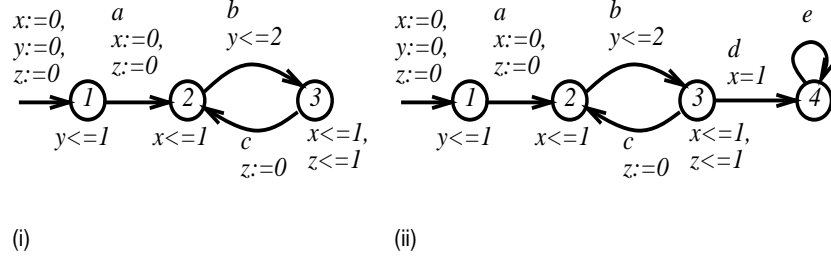 x:=0,
y:=0,
z:=0
a
x:=0,
z:=0
b
y<=2
1
2
3
y<=1
x<=1
c
z:=0
x<=1,
z<=1
(i)
x:=0,
y:=0,
z:=0
a
x:=0,
z:=0
b
y<=2
d
x=1
e
1
2
3
4
y<=1
x<=1
c
z:=0
x<=1,
z<=1
(ii)